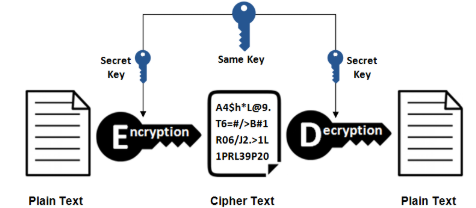 Secret
Key
Same Key
Secret
Key
Encryption
A4$h*L@9.
T6=#/>B#1
R06/J2.>1L
1PRL39P20
Decryption
Plain Text
Cipher Text
Plain Text